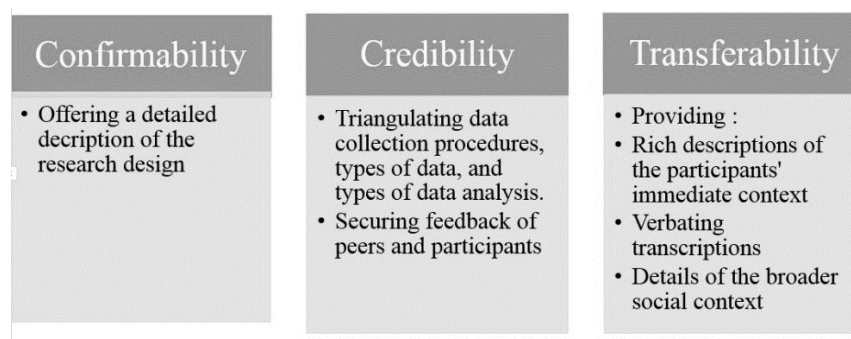 Confirmability
• Offering a detailed
decription of the
research design
Credibility
• Triangulating data
collection procedures,
types of data, and
types of data analysis.
• Securing feedback of
peers and participants
Transferability
• Providing :
• Rich descriptions of
the participants'
immediate context
• Verbating
transcriptions
• Details of the broader
social context